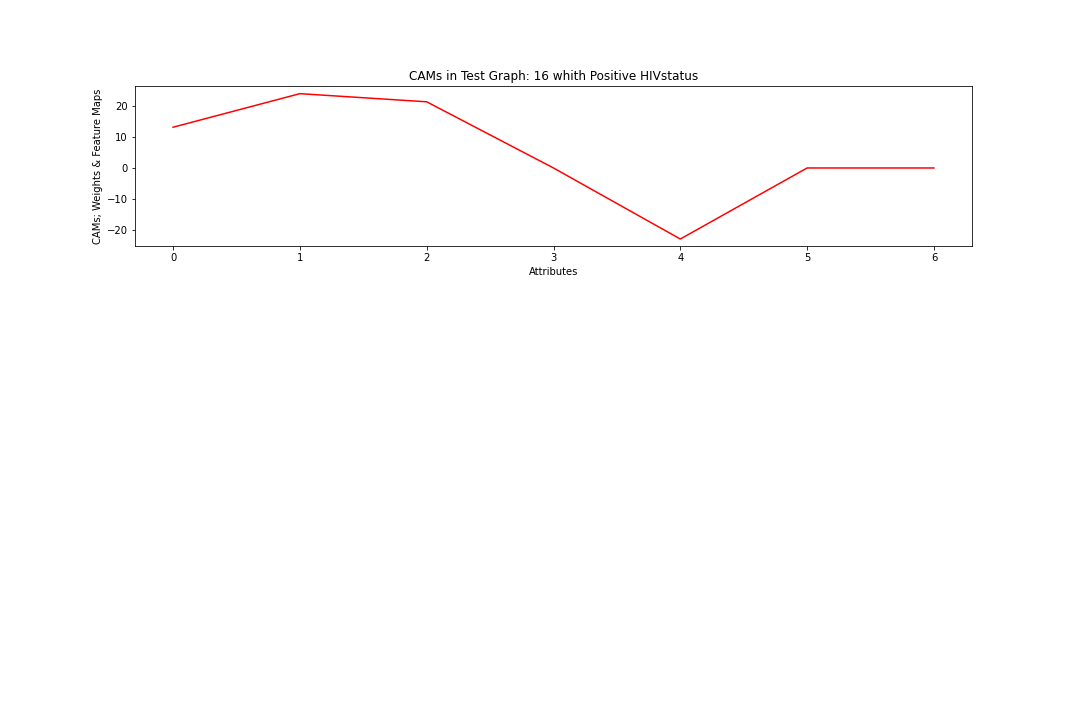 CAMs in Test Graph: 16 whith Positive HIVstatus
CAMs; Weights & Feature Maps
20
10
0
−10
−20
0 1 2 3 4 5 6
Attributes